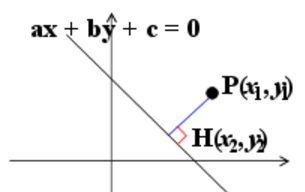 ax + by + c = 0
P(x₁, y₁)
H(x₂, y₂)